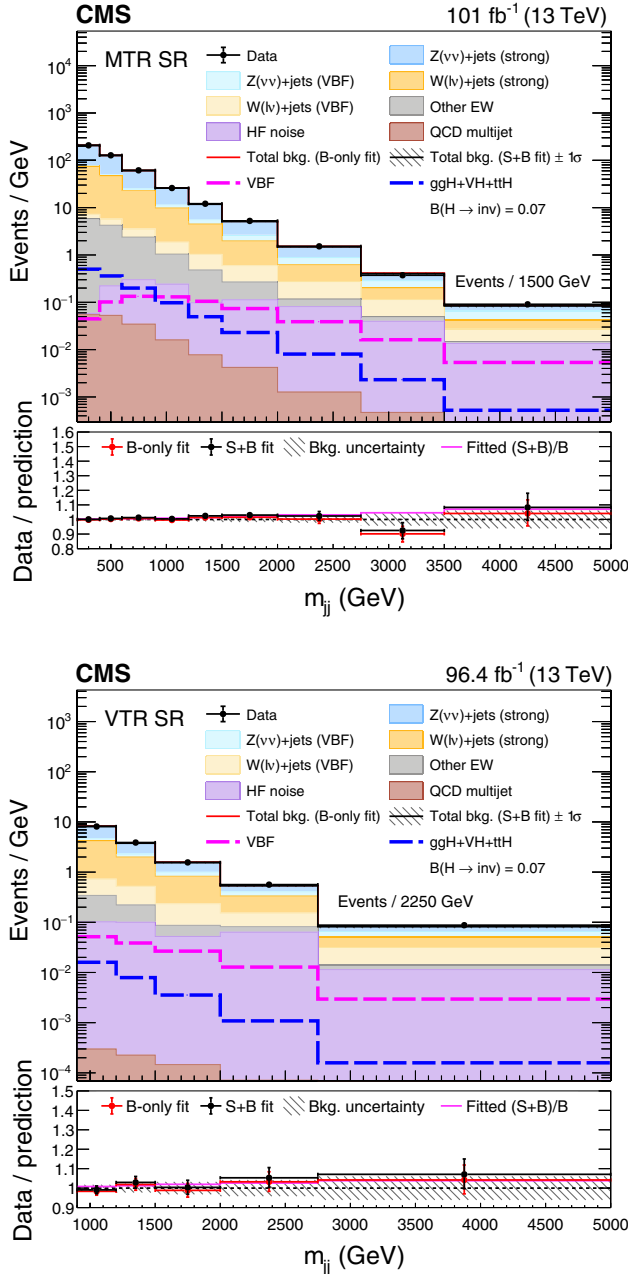 CMS 101 fb⁻¹ (13 TeV)
MTR SR
Data
Z(νν)+jets (strong)
Z(νν)+jets (VBF)
W(lν)+jets (strong)
W(lν)+jets (VBF)
Other EW
HF noise
QCD multijet
Total bkg. (B-only fit)
Total bkg. (S+B fit) ± 1σ
VBF
ggH+VH+ttH
B(H → inv) = 0.07
Events / 1500 GeV
Events / GeV
10⁴
10³
10²
10
1
10⁻¹
10⁻²
10⁻³
B-only fit S+B fit Bkg. uncertainty Fitted (S+B)/B
Data / prediction
1.6
1.5
1.4
1.3
1.2
1.1
1.0
0.9
0.8
500 1000 1500 2000 2500 3000 3500 4000 4500 5000
m_jj (GeV)
CMS 96.4 fb⁻¹ (13 TeV)
VTR SR
Data
Z(νν)+jets (strong)
Z(νν)+jets (VBF)
W(lν)+jets (strong)
W(lν)+jets (VBF)
Other EW
HF noise
QCD multijet
Total bkg. (B-only fit)
Total bkg. (S+B fit) ± 1σ
VBF
ggH+VH+ttH
B(H → inv) = 0.07
Events / 2250 GeV
Events / GeV
10³
10²
10
1
10⁻¹
10⁻²
10⁻³
10⁻⁴
B-only fit S+B fit Bkg. uncertainty Fitted (S+B)/B
Data / prediction
1.5
1.4
1.3
1.2
1.1
1.0
0.9
1000 1500 2000 2500 3000 3500 4000 4500 5000
m_jj (GeV)